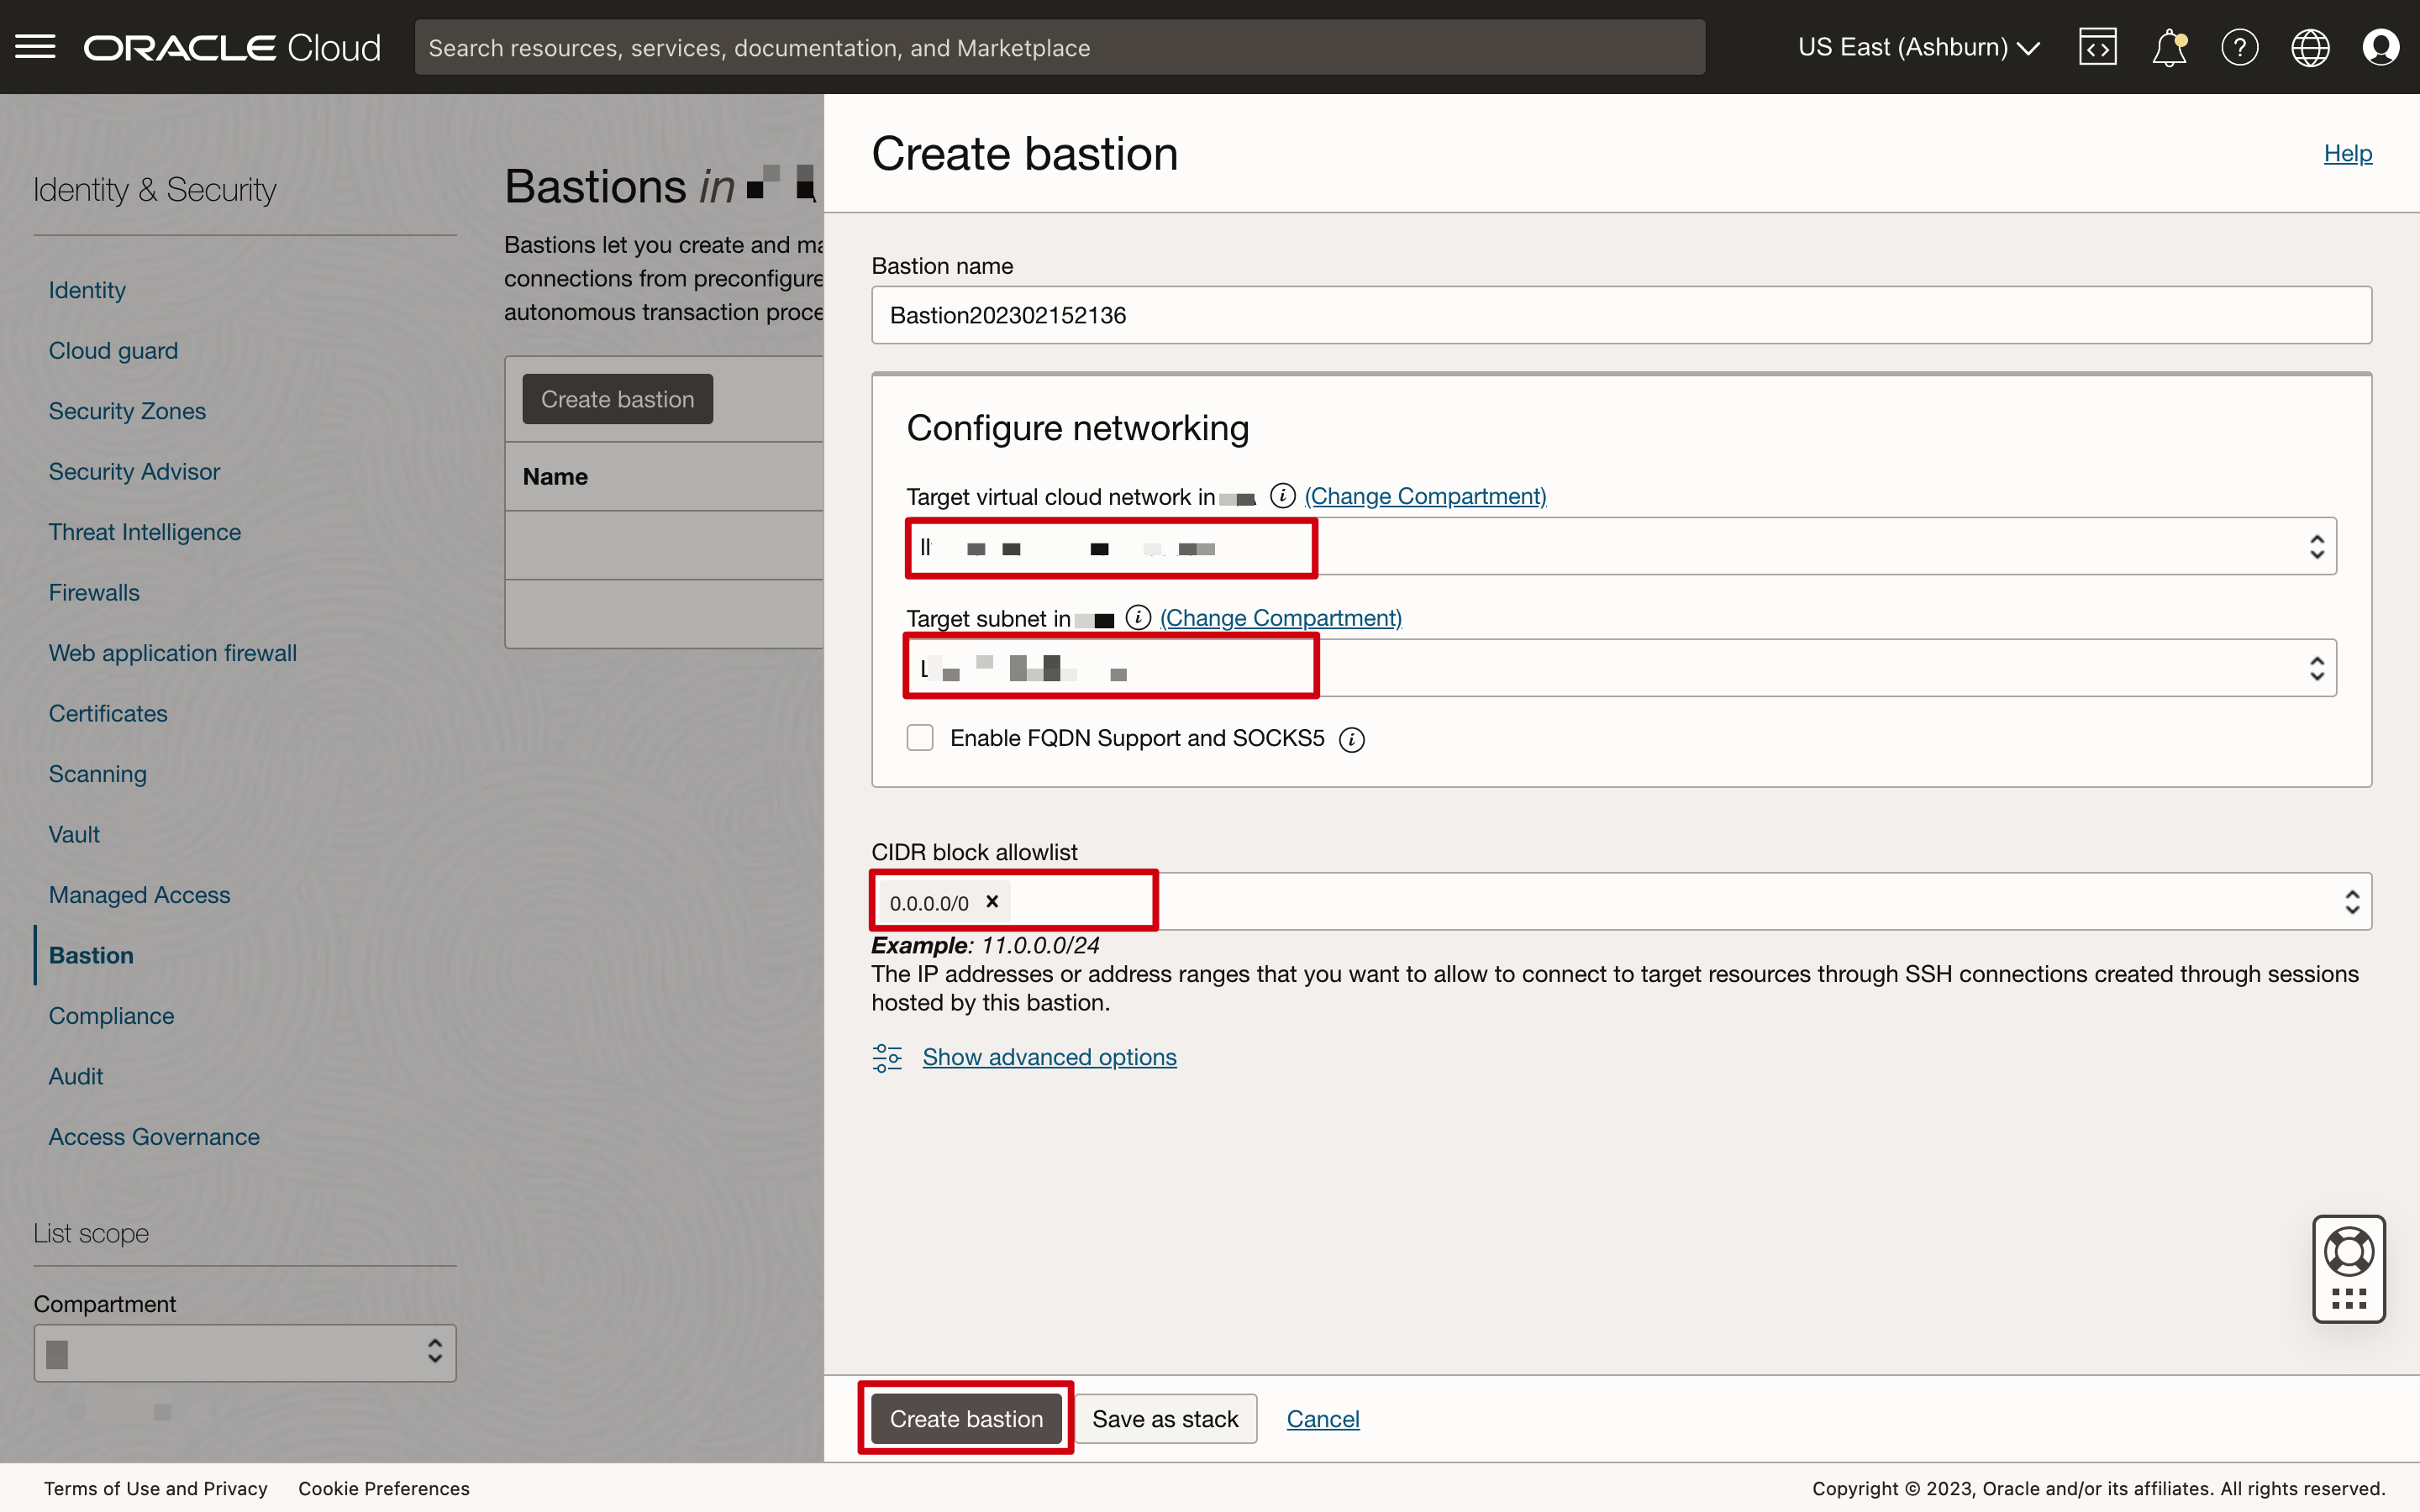 ORACLE Cloud
Search resources, services, documentation, and Marketplace
US East (Ashburn)
Identity & Security
Identity
Cloud guard
Security Zones
Security Advisor
Threat Intelligence
Firewalls
Web application firewall
Certificates
Scanning
Vault
Managed Access
Bastion
Compliance
Audit
Access Governance
List scope
Compartment
Bastions in
Bastions let you create and
connections from
autonomous transaction
Create bastion
Name
Create bastion
Help
Bastion name
Bastion202302152136
Configure networking
Target virtual cloud network in (Change Compartment)
Target subnet in (Change Compartment)
Enable FQDN Support and SOCKS5
CIDR block allowlist
0.0.0.0/0
Example: 11.0.0.0/24
The IP addresses or address ranges that you want to allow to connect to target resources through SSH connections created through sessions
hosted by this bastion.
Show advanced options
Create bastion
Save as stack
Cancel
Terms of Use and Privacy
Cookie Preferences
Copyright © 2023, Oracle and/or its affiliates. All rights reserved.